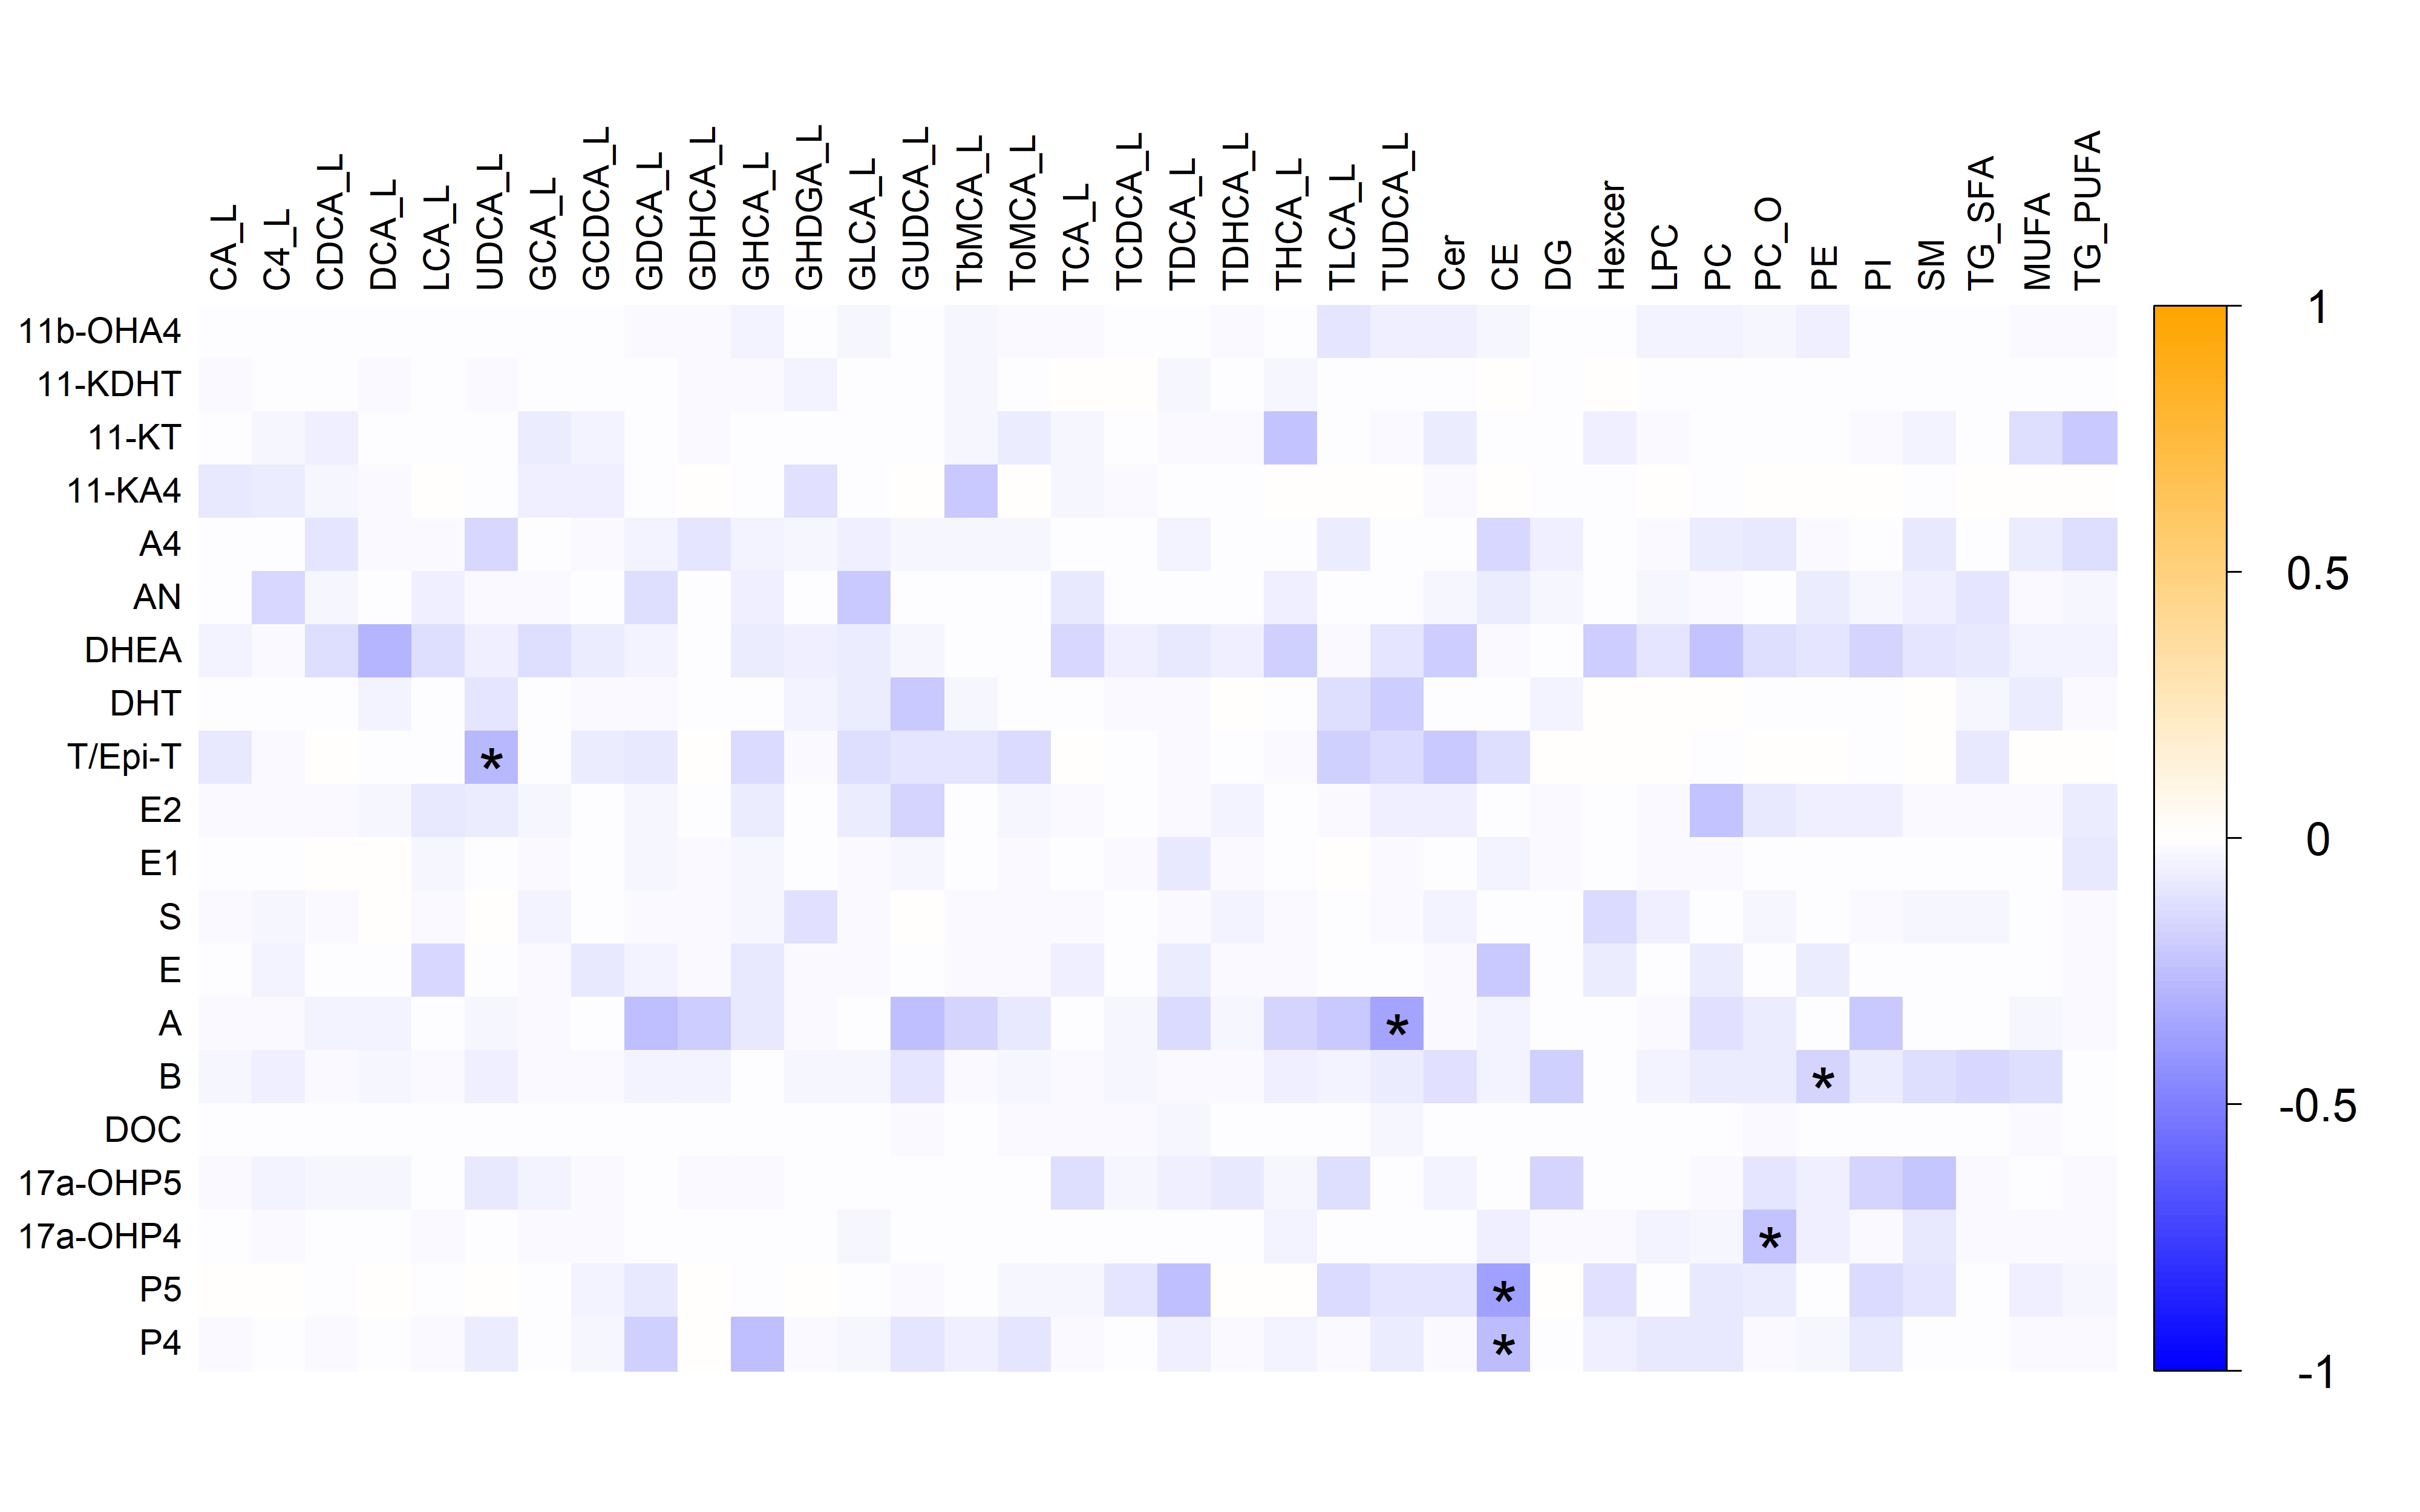 CA_L
C4_L
CDCA_L
DCA_L
LCA_L
UDCA_L
GCA_L
GCDCA_L
GDCA_L
GDHCA_L
GHCA_L
GHDGA_L
GLCA_L
GUDCA_L
TbMCA_L
ToMCA_L
TCA_L
TCDCA_L
TDCA_L
TDHCA_L
THCA_L
TLCA_L
TUDCA_L
Cer
CE
DG
Hexcer
LPC
PC
PC_O
PE
PI
SM
TG_SFA
MUFA
TG_PUFA
11b-OHA4
11-KDHT
11-KT
11-KA4
A4
AN
DHEA
DHT
T/Epi-T
*
E2
E1
S
E
A
*
B
*
DOC
17a-OHP5
17a-OHP4
*
P5
*
P4
*
1
0.5
0
-0.5
-1